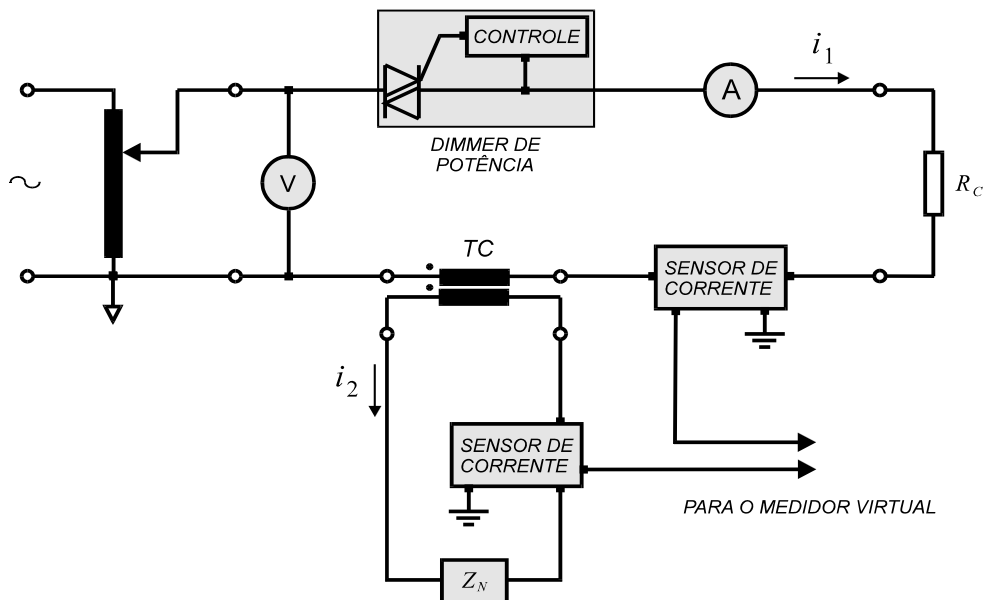 CONTROLE
i1
A
DIMMER DE
POTÊNCIA
V
RC
TC
SENSOR DE
CORRENTE
i2
SENSOR DE
CORRENTE
PARA O MEDIDOR VIRTUAL
ZN